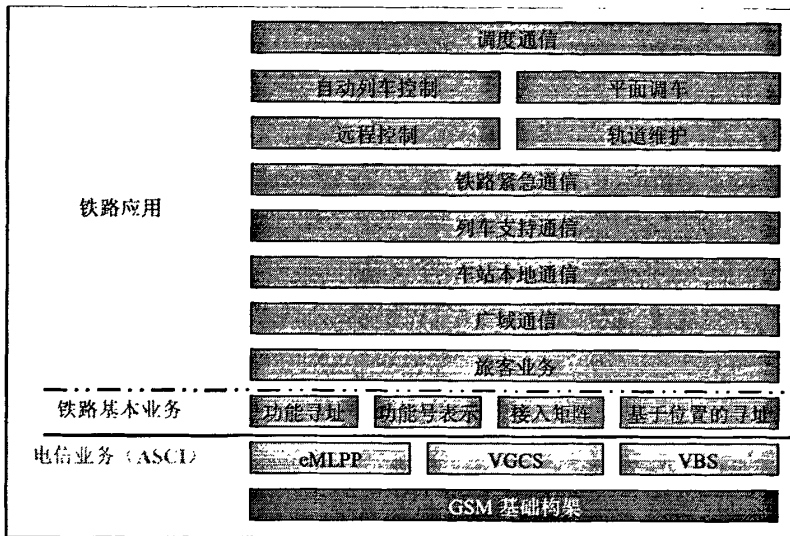 调度通信
自动列车控制 平面调车
远程控制 轨道维护
铁路紧急通信
铁路应用
列车支持通信
车站本地通信
广域通信
旅客业务
铁路基本业务 功能寻址 功能号表示 接入矩阵 基于位置的寻址
电信业务（ASCI） eMLPP VGCS VBS
GSM 基础构架